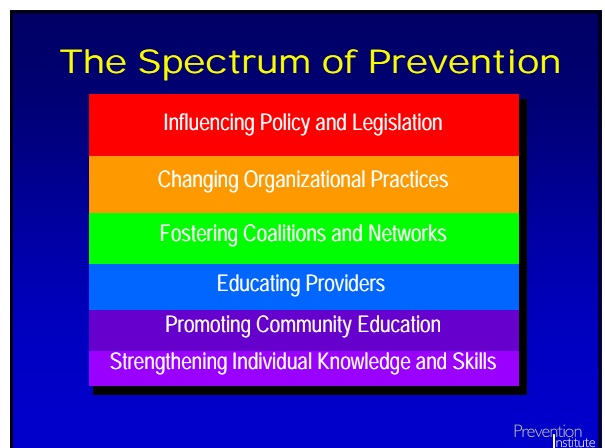 The Spectrum of Prevention
Influencing Policy and Legislation
Changing Organizational Practices
Fostering Coalitions and Networks
Educating Providers
Promoting Community Education
Strengthening Individual Knowledge and Skills
Prevention
Institute